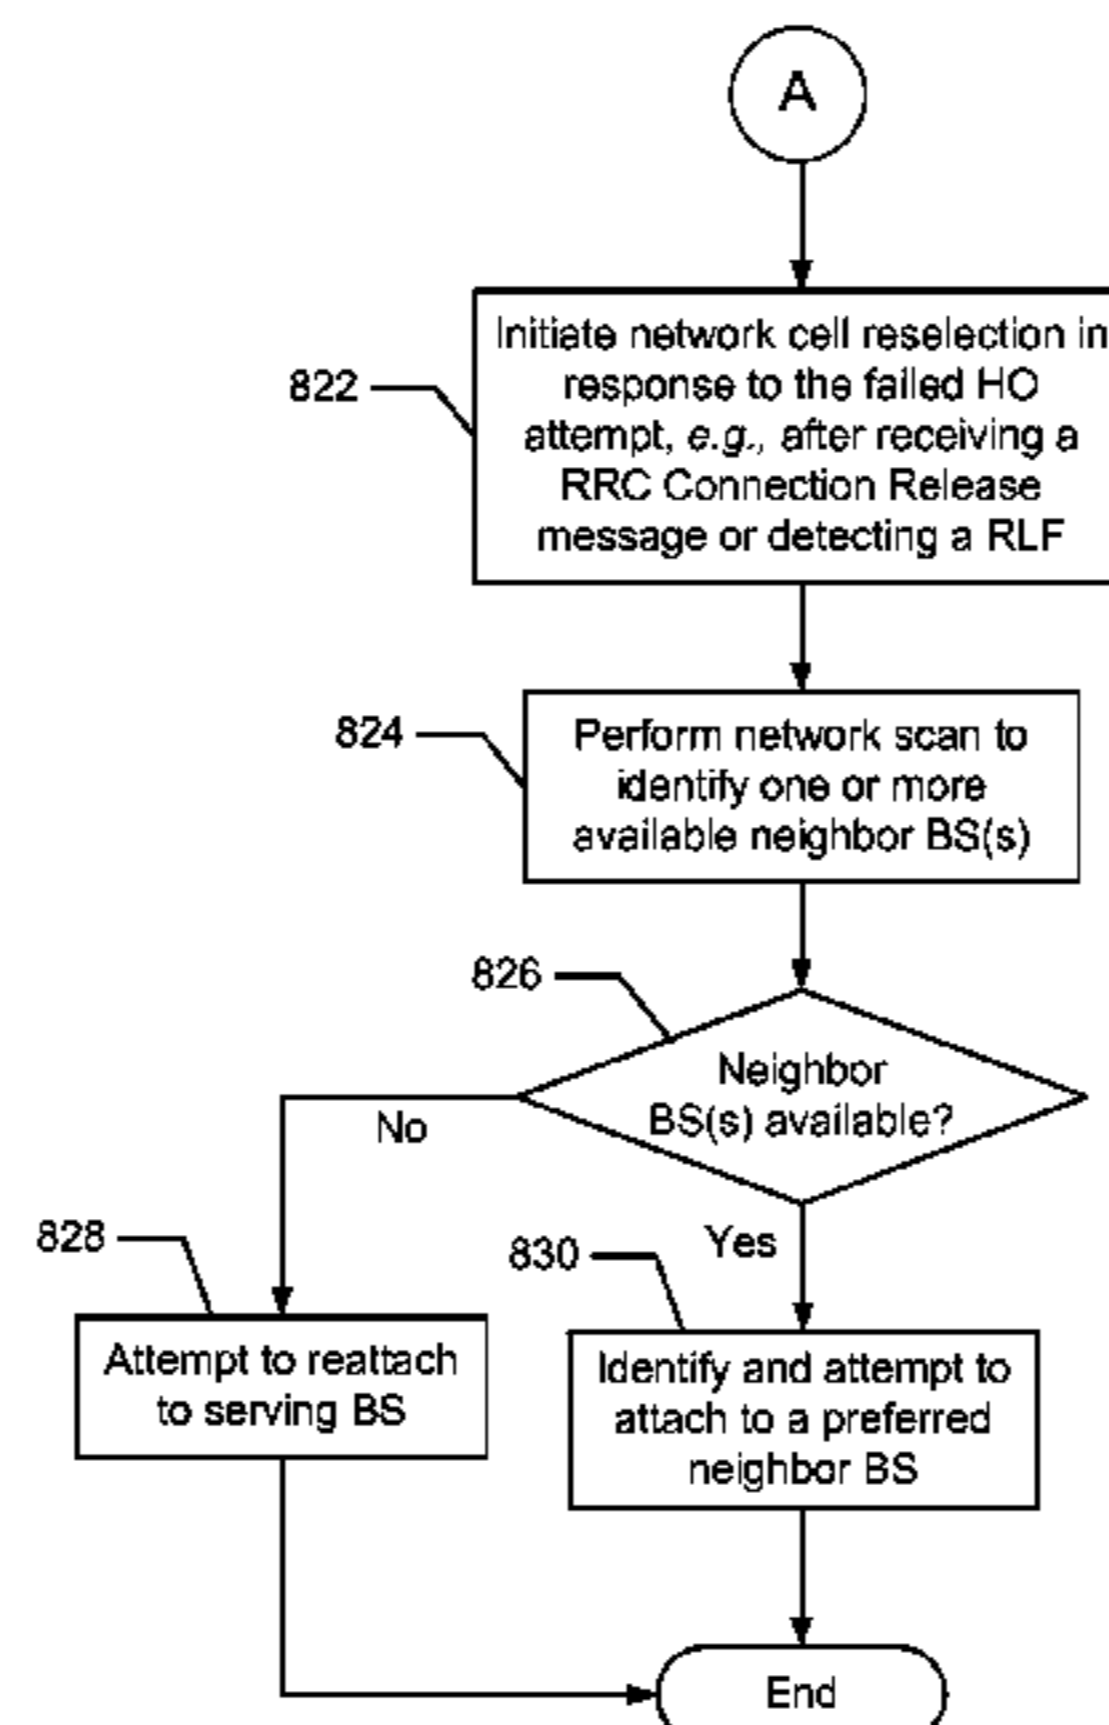 A
822
Initiate network cell reselection in
response to the failed HO
attempt, e.g., after receiving a
RRC Connection Release
message or detecting a RLF
824
Perform network scan to
identify one or more
available neighbor BS(s)
826
Neighbor
BS(s) available?
No
Yes
828
Attempt to reattach
to serving BS
830
Identify and attempt to
attach to a preferred
neighbor BS
End